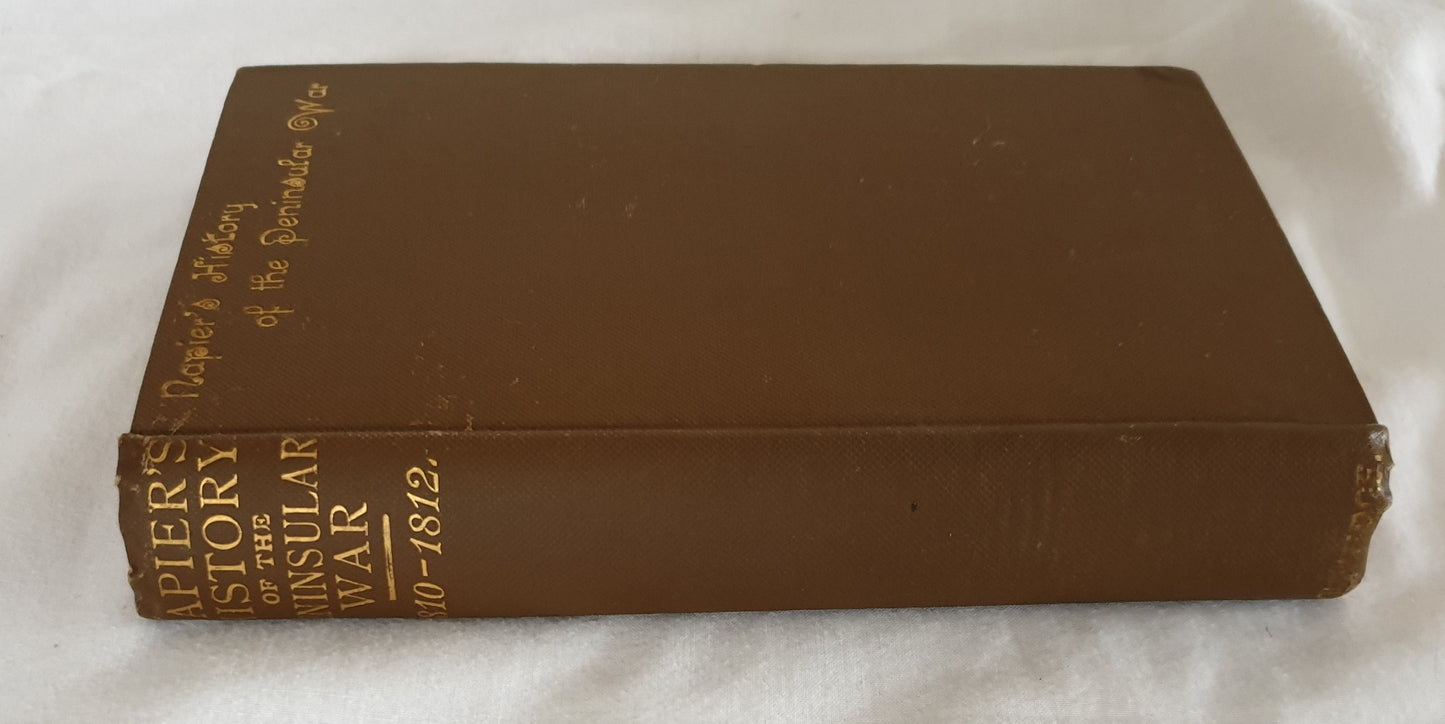 Napier's History
of the Peninsular War
APIER'S
ISTORY
OF THE
NINSULAR
WAR
810-1812.